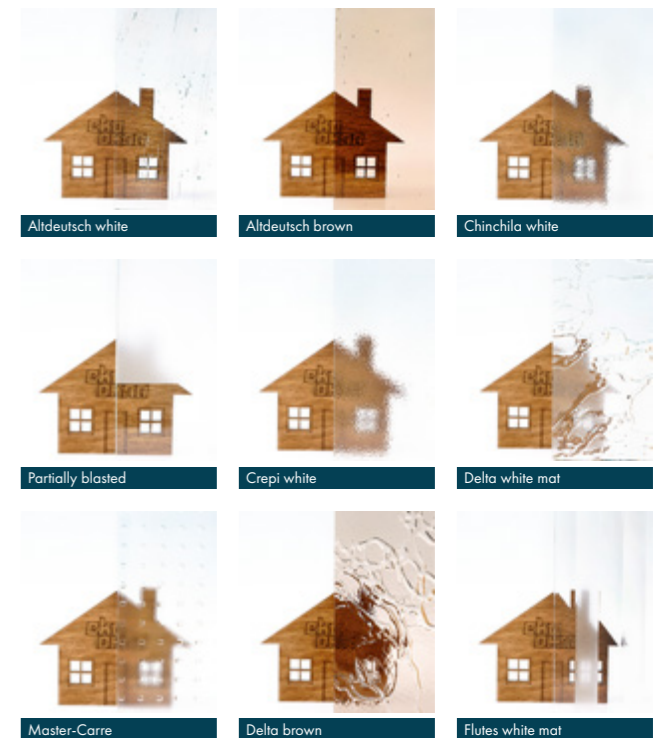 Altdeutsch white
Altdeutsch brown
Chinchila white
Partially blasted
Crepi white
Delta white mat
Master-Carre
Delta brown
Flutes white mat